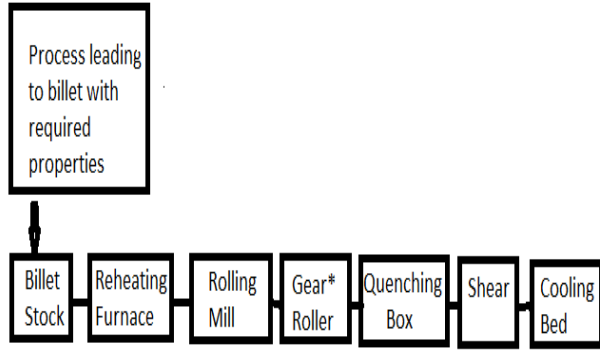 Process leading
to billet with
required
properties
Billet
Stock
Reheating
Furnace
Rolling
Mill
Gear*
Roller
Quenching
Box
Shear
Cooling
Bed